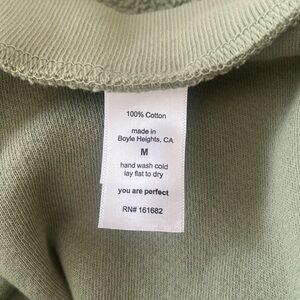 100% Cotton
made in
Boyle Heights, CA
M
hand wash cold
lay flat to dry
you are perfect
RN# 161682